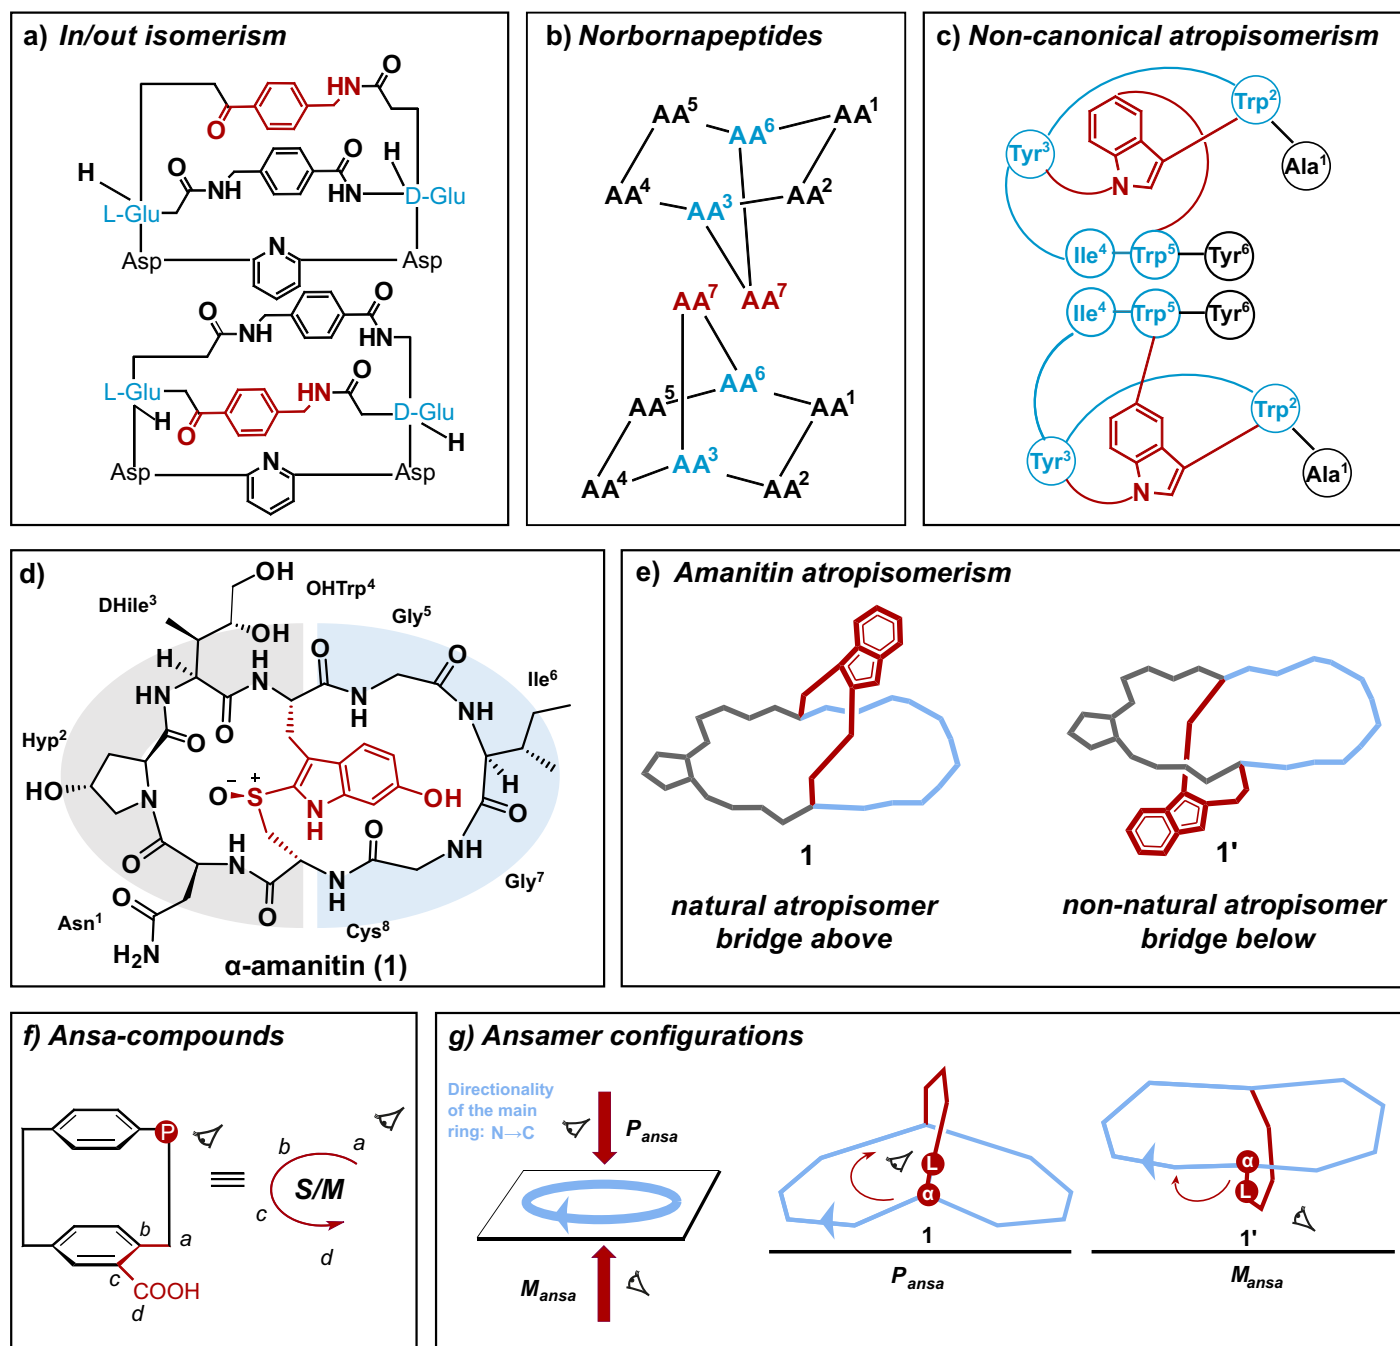 a) In/out isomerism
O
HN
O
H
O
O
H
NH
HN
L-Glu
D-Glu
N
Asp
Asp
O
O
NH
HN
L-Glu
O
HN
O
D-Glu
H
H
Asp
N
Asp
b) Norbornapeptides
AA5
AA6
AA1
AA4
AA3
AA2
AA7
AA7
AA6
AA5
AA1
AA3
AA4
AA2
c) Non-canonical atropisomerism
Trp2
Tyr3
Ala1
N
Ile4
Trp5
Tyr6
Ile4
Trp5
Tyr6
Trp2
Tyr3
Ala1
N
d)
OH
OHTrp4
DHile3
OH
Gly5
H
H
N
O
O
Ile6
HN
O
N
H
NH
Hyp2
O
H
HO
N
O
− +
S
N
H
OH
O
O
H
N
O
O
N
H
NH
Gly7
O
Asn1
H2N
Cys8
α-amanitin (1)
e) Amanitin atropisomerism
1
1'
natural atropisomer
bridge above
non-natural atropisomer
bridge below
f) Ansa-compounds
P
b
a
S/M
c
d
b
a
c
COOH
d
g) Ansamer configurations
Directionality
of the main
ring: N→C
Pansa
Mansa
L
α
1
Pansa
α
L
1'
Mansa